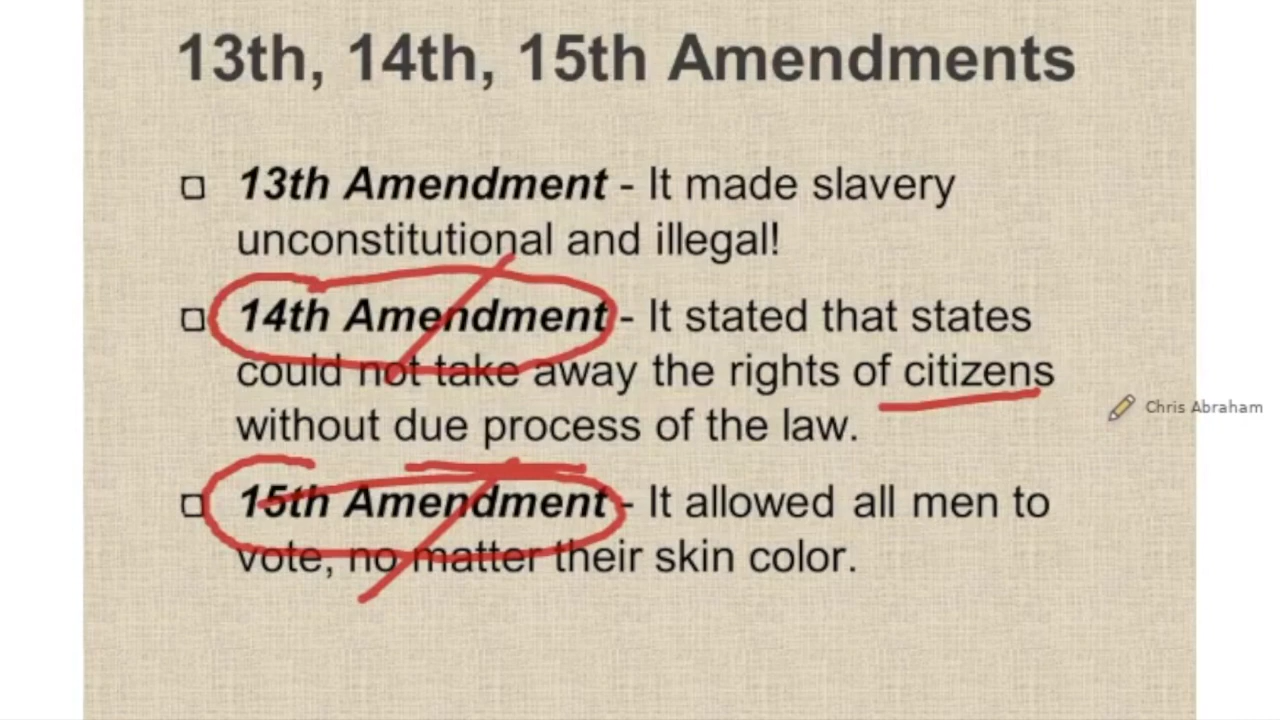 13th, 14th, 15th Amendments
13th Amendment - It made slavery
unconstitutional and illegal!
14th Amendment - It stated that states
could not take away the rights of citizens
without due process of the law.
15th Amendment - It allowed all men to
vote, no matter their skin color.
Chris Abraham